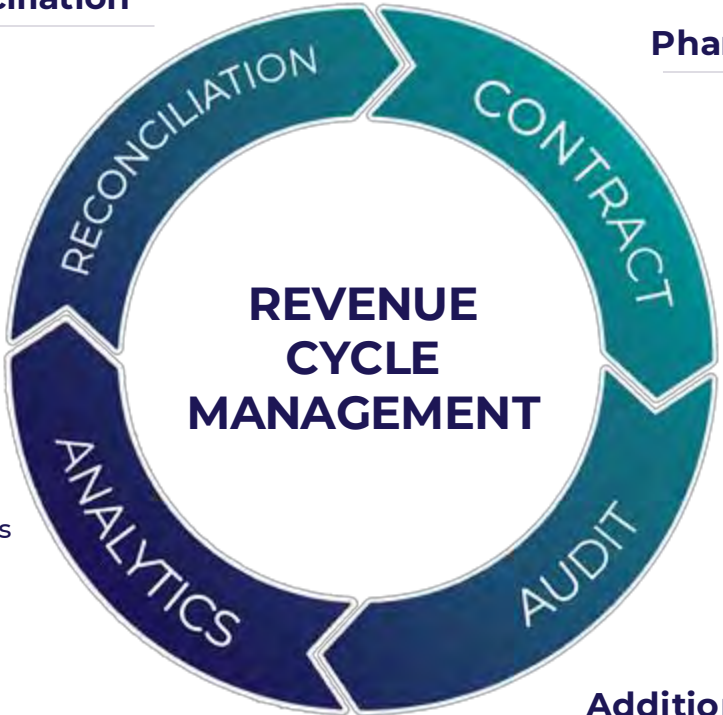 RECONCILIATION
CONTRACT
REVENUE
CYCLE
MANAGEMENT
ANALYTICS
AUDIT